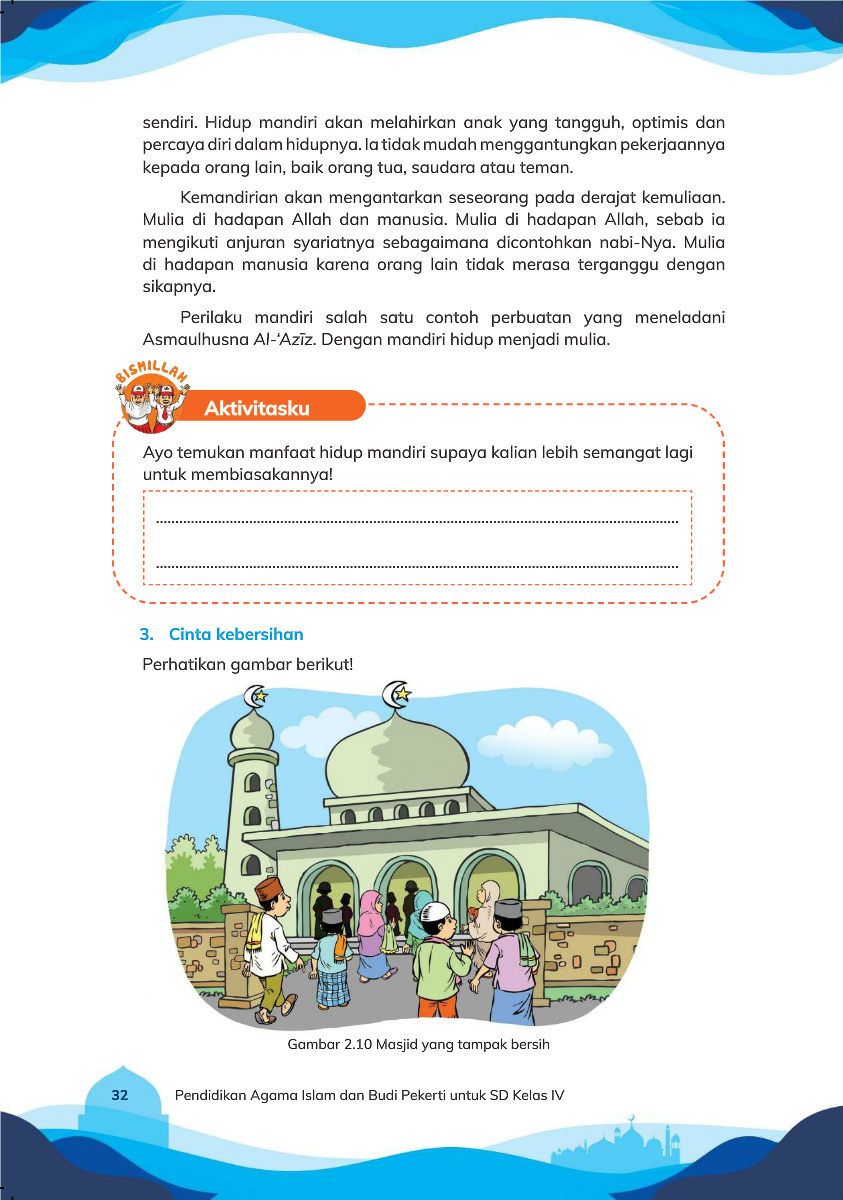 sendiri. Hidup mandiri akan melahirkan anak yang tangguh, optimis dan
percaya diri dalam hidupnya. Ia tidak mudah menggantungkan pekerjaannya
kepada orang lain, baik orang tua, saudara atau teman.
Kemandirian akan mengantarkan seseorang pada derajat kemuliaan.
Mulia di hadapan Allah dan manusia. Mulia di hadapan Allah, sebab ia
mengikuti anjuran syariatnya sebagaimana dicontohkan nabi-Nya. Mulia
di hadapan manusia karena orang lain tidak merasa terganggu dengan
sikapnya.
Perilaku mandiri salah satu contoh perbuatan yang meneladani
Asmaulhusna Al-‘Azīz. Dengan mandiri hidup menjadi mulia.
BISMILLAH
Aktivitasku
Ayo temukan manfaat hidup mandiri supaya kalian lebih semangat lagi
untuk membiasakannya!
3. Cinta kebersihan
Perhatikan gambar berikut!
Gambar 2.10 Masjid yang tampak bersih
32 Pendidikan Agama Islam dan Budi Pekerti untuk SD Kelas IV